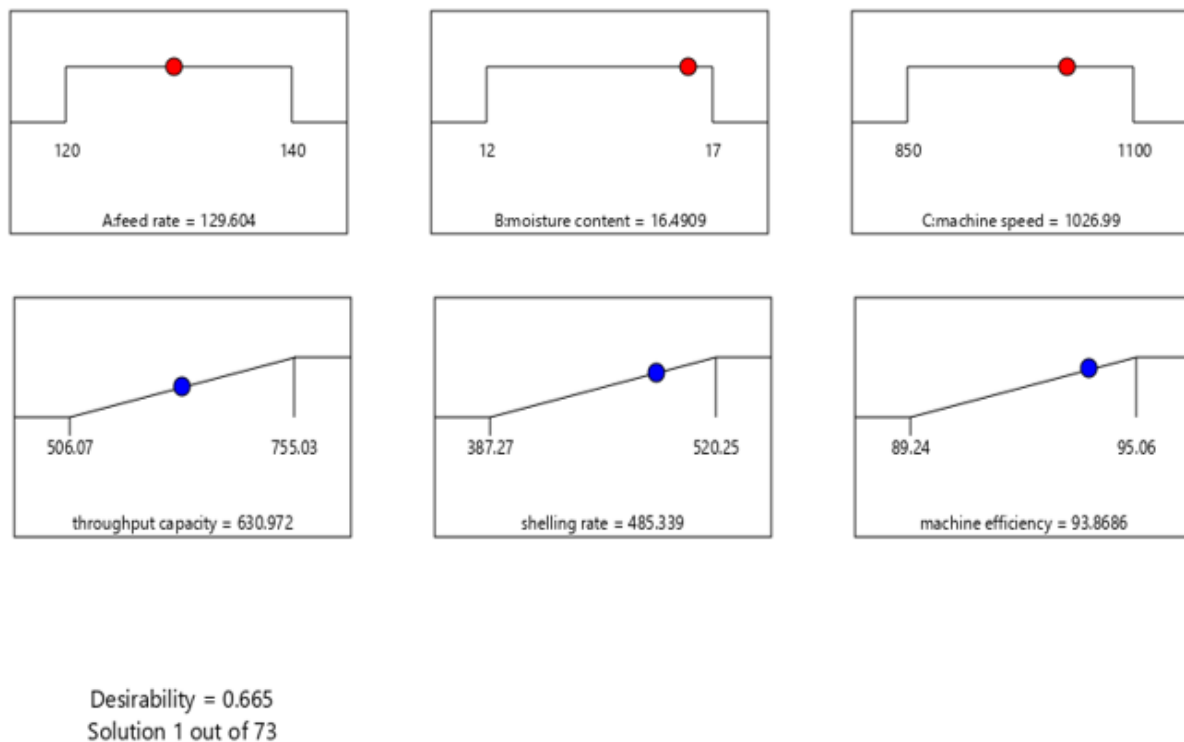 120 140
A:feed rate = 129.604
12 17
B:moisture content = 16.4909
850 1100
C:machine speed = 1026.99
506.07 755.03
throughput capacity = 630.972
387.27 520.25
shelling rate = 485.339
89.24 95.06
machine efficiency = 93.8686
Desirability = 0.665
Solution 1 out of 73